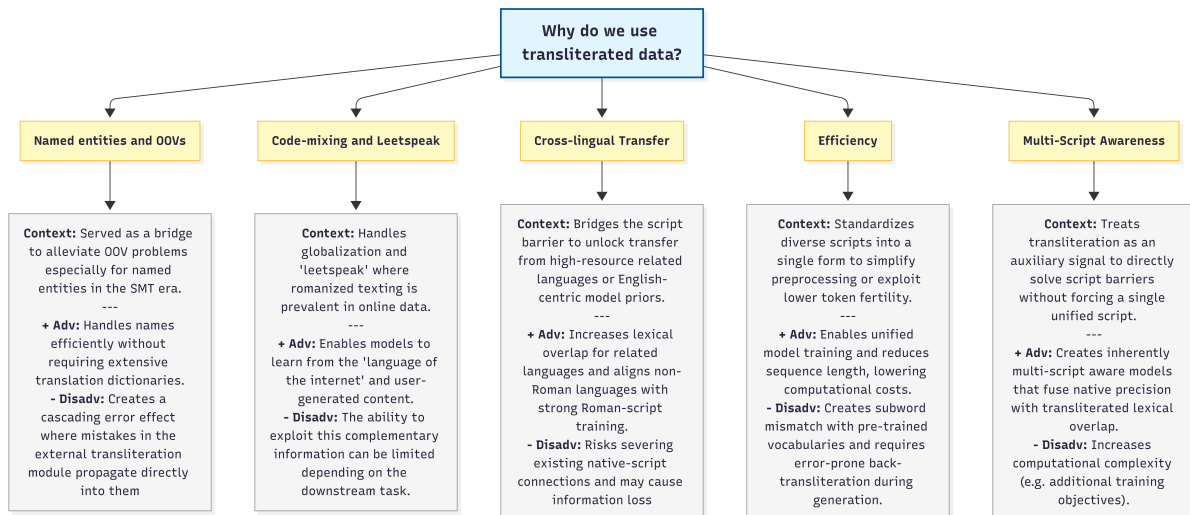 Why do we use
transliterated data?
Named entities and OOVs
Code-mixing and Leetspeak
Cross-lingual Transfer
Efficiency
Multi-Script Awareness
Context: Served as a bridge
to alleviate OOV problems
especially for named
entities in the SMT era.
---
+ Adv: Handles names
efficiently without
requiring extensive
translation dictionaries.
- Disadv: Creates a
cascading error effect
where mistakes in the
external transliteration
module propagate directly
into them
Context: Handles
globalization and
'leetspeak' where
romanized texting is
prevalent in online data.
---
+ Adv: Enables models to
learn from the 'language of
the internet' and user-
generated content.
- Disadv: The ability to
exploit this complementary
information can be limited
depending on the
downstream task.
Context: Bridges the script
barrier to unlock transfer
from high-resource related
languages or English-
centric model priors.
---
+ Adv: Increases lexical
overlap for related
languages and aligns non-
Roman languages with
strong Roman-script
training.
- Disadv: Risks severing
existing native-script
connections and may cause
information loss
Context: Standardizes
diverse scripts into a
single form to simplify
preprocessing or exploit
lower token fertility.
---
+ Adv: Enables unified
model training and reduces
sequence length, lowering
computational costs.
- Disadv: Creates subword
mismatch with pre-trained
vocabularies and requires
error-prone back-
transliteration during
generation.
Context: Treats
transliteration as an
auxiliary signal to directly
solve script barriers
without forcing a single
unified script.
---
+ Adv: Creates inherently
multi-script aware models
that fuse native precision
with transliterated lexical
overlap.
- Disadv: Increases
computational complexity
(e.g. additional training
objectives).